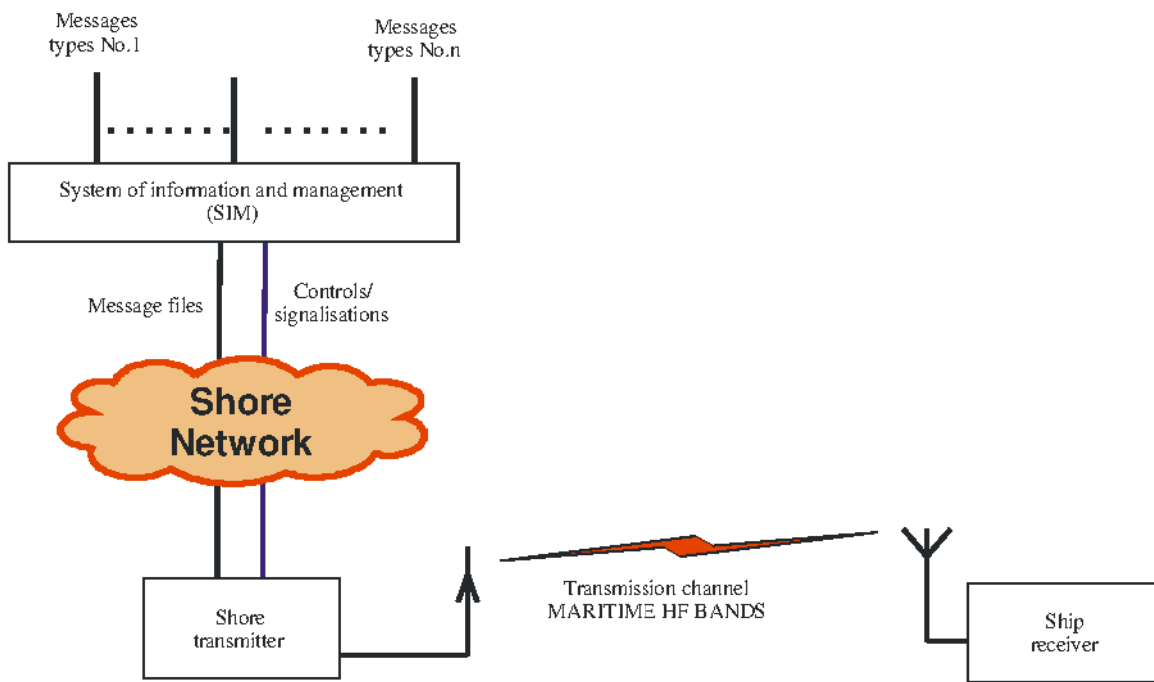 Messages
types No.1
Messages
types No.n
System of information and management
(SIM)
Message files
Controls/
signalisations
Shore
Network
Transmission channel
MARITIME HF BANDS
Shore
transmitter
Ship
receiver